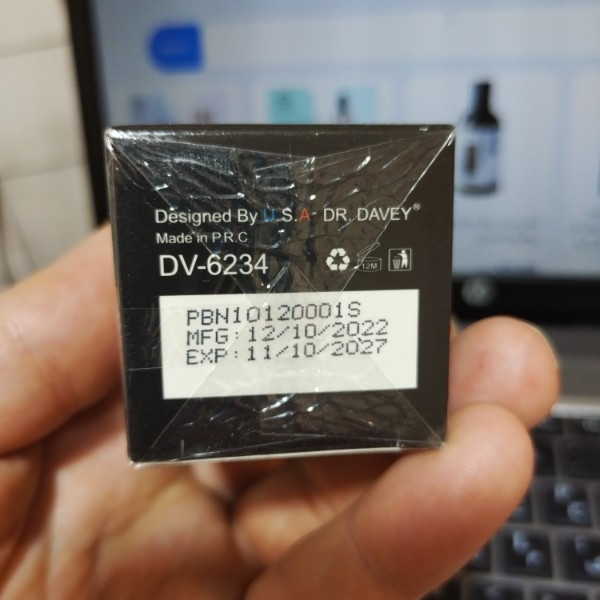 Designed By U.S.A DR. DAVEY®
Made in P.R.C
DV-6234
12M
PBN10120001S
MFG:12/10/2022
EXP:11/10/2027